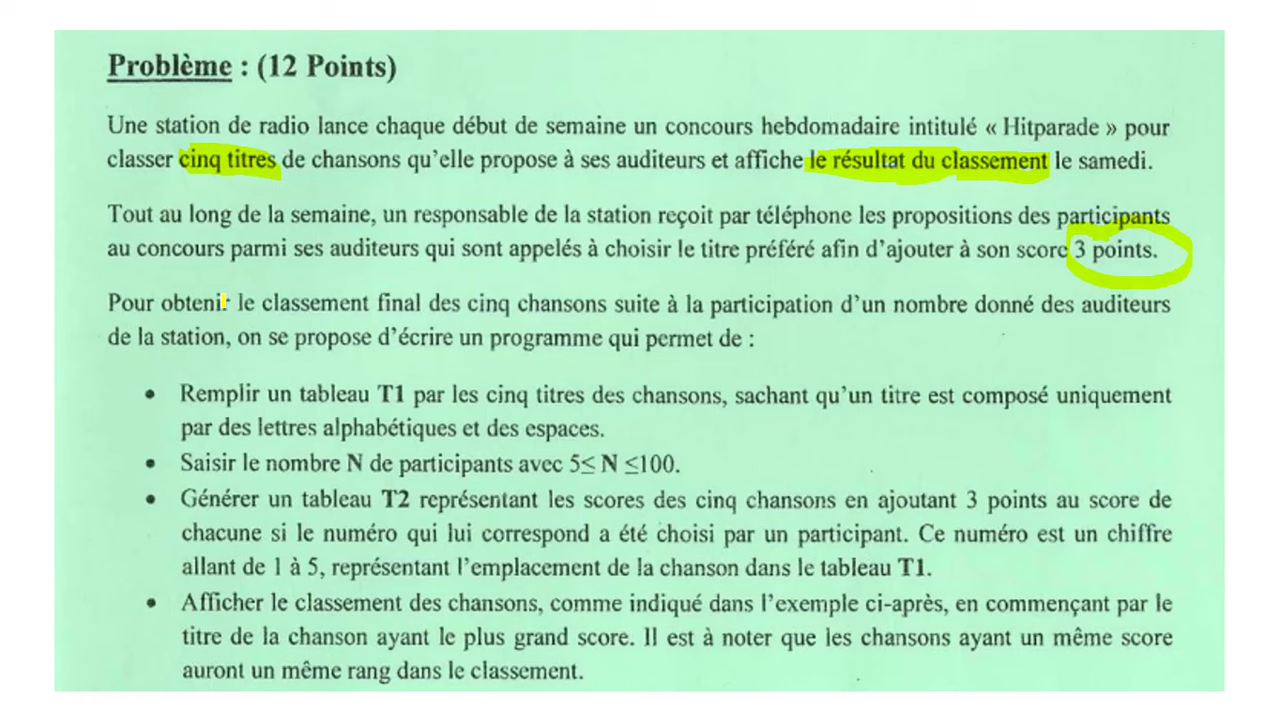 Problème : (12 Points)
Une station de radio lance chaque début de semaine un concours hebdomadaire intitulé « Hitparade » pour
classer cinq titres de chansons qu'elle propose à ses auditeurs et affiche le résultat du classement le samedi.
Tout au long de la semaine, un responsable de la station reçoit par téléphone les propositions des participants
au concours parmi ses auditeurs qui sont appelés à choisir le titre préféré afin d'ajouter à son score 3 points.
Pour obtenir le classement final des cinq chansons suite à la participation d'un nombre donné des auditeurs
de la station, on se propose d'écrire un programme qui permet de :
• Remplir un tableau T1 par les cinq titres des chansons, sachant qu'un titre est composé uniquement
par des lettres alphabétiques et des espaces.
• Saisir le nombre N de participants avec 5≤ N ≤100.
• Générer un tableau T2 représentant les scores des cinq chansons en ajoutant 3 points au score de
chacune si le numéro qui lui correspond a été choisi par un participant. Ce numéro est un chiffre
allant de 1 à 5, représentant l'emplacement de la chanson dans le tableau T1.
• Afficher le classement des chansons, comme indiqué dans l'exemple ci-après, en commençant par le
titre de la chanson ayant le plus grand score. Il est à noter que les chansons ayant un même score
auront un même rang dans le classement.